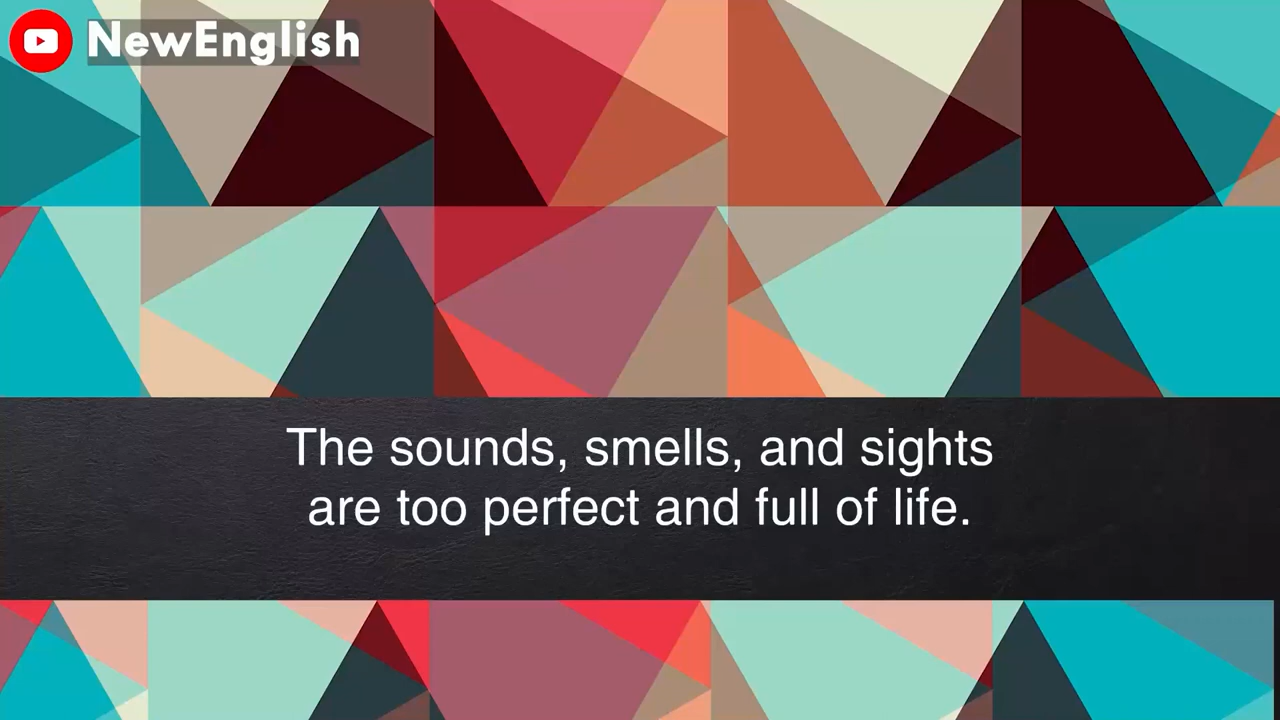 NewEnglish
The sounds, smells, and sights
are too perfect and full of life.